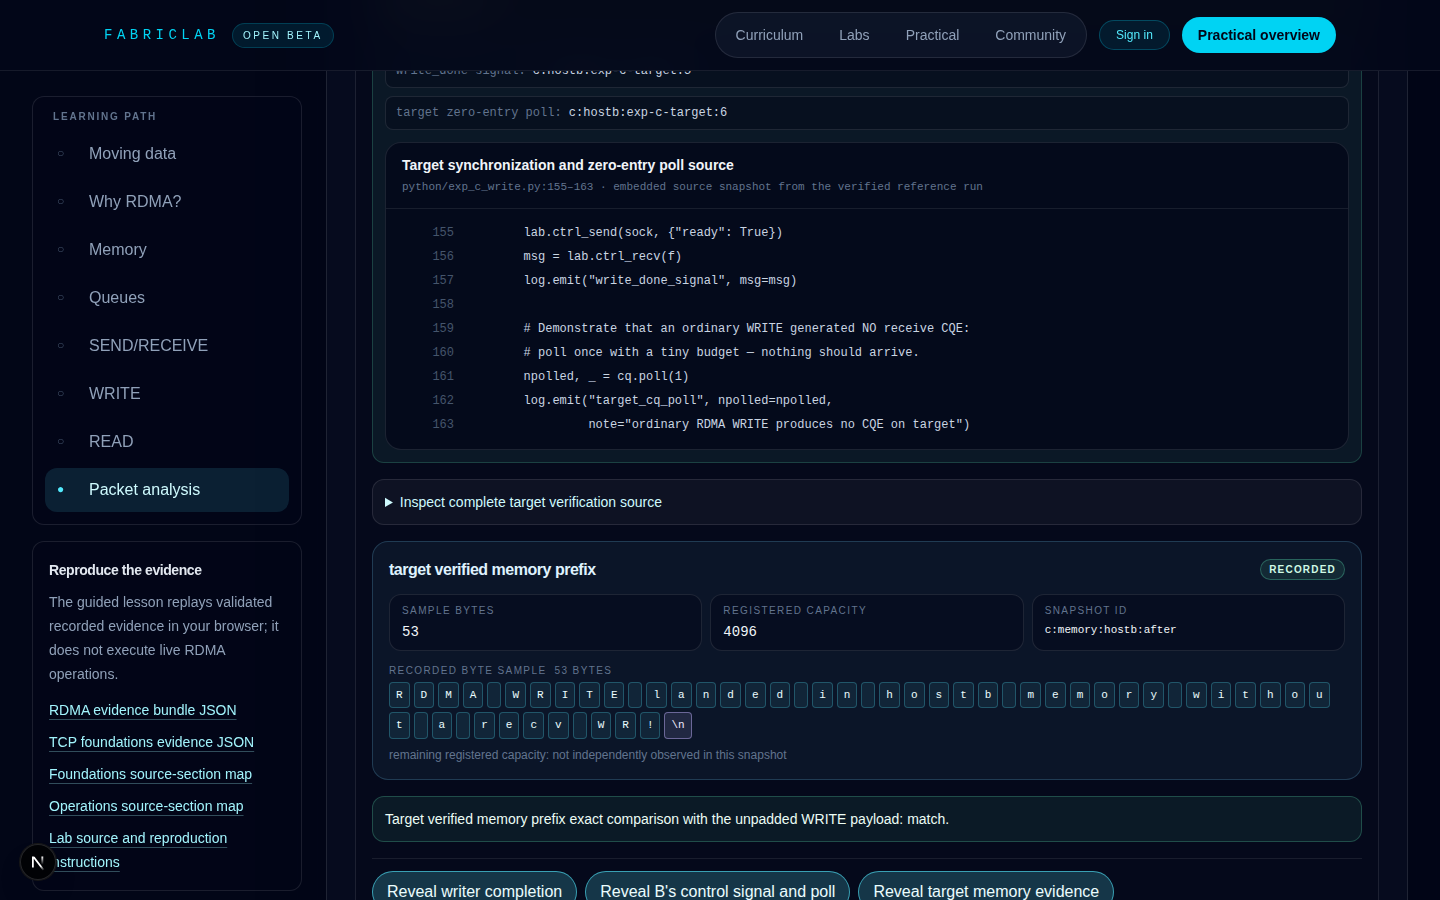 FABRICLAB
OPEN BETA
Curriculum
Labs
Practical
Community
Sign in
Practical overview
LEARNING PATH
Moving data
Why RDMA?
Memory
Queues
SEND/RECEIVE
WRITE
READ
Packet analysis
Reproduce the evidence
The guided lesson replays validated
recorded evidence in your browser; it
does not execute live RDMA
operations.
RDMA evidence bundle JSON
TCP foundations evidence JSON
Foundations source-section map
Operations source-section map
Lab source and reproduction
instructions
write_done signal: c:hostb:exp-c-target:5
target zero-entry poll: c:hostb:exp-c-target:6
Target synchronization and zero-entry poll source
python/exp_c_write.py:155–163 · embedded source snapshot from the verified reference run
155 lab.ctrl_send(sock, {"ready": True})
156 msg = lab.ctrl_recv(f)
157 log.emit("write_done_signal", msg=msg)
158
159 # Demonstrate that an ordinary WRITE generated NO receive CQE:
160 # poll once with a tiny budget — nothing should arrive.
161 npolled, _ = cq.poll(1)
162 log.emit("target_cq_poll", npolled=npolled,
163 note="ordinary RDMA WRITE produces no CQE on target")
Inspect complete target verification source
target verified memory prefix
RECORDED
SAMPLE BYTES
53
REGISTERED CAPACITY
4096
SNAPSHOT ID
c:memory:hostb:after
RECORDED BYTE SAMPLE 53 BYTES
R D M A W R I T E l a n d e d i n h o s t b m e m o r y w i t h o u
t a r e c v W R ! \n
remaining registered capacity: not independently observed in this snapshot
Target verified memory prefix exact comparison with the unpadded WRITE payload: match.
Reveal writer completion
Reveal B's control signal and poll
Reveal target memory evidence